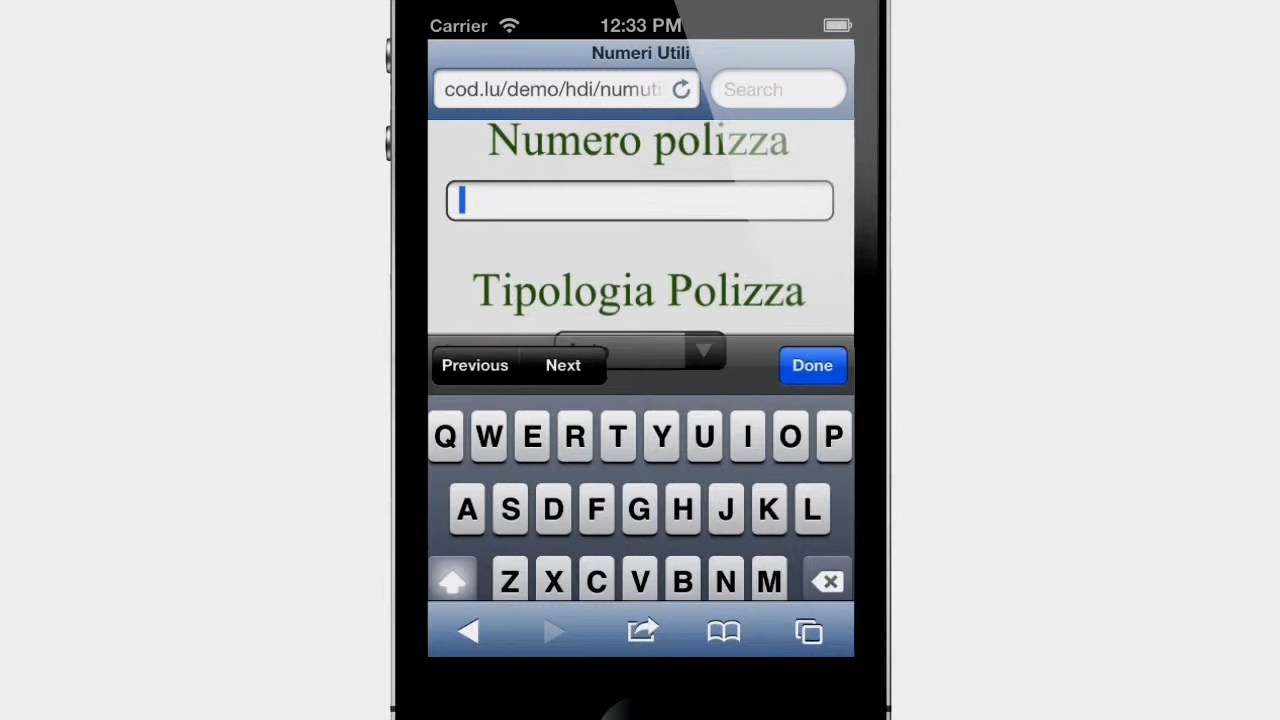 Carrier 12:33 PM
Numeri Utili
cod.lu/demo/hdi/numuti Search
Numero polizza
Tipologia Polizza
Previous Next Done
Q W E R T Y U I O P
A S D F G H J K L
Z X C V B N M